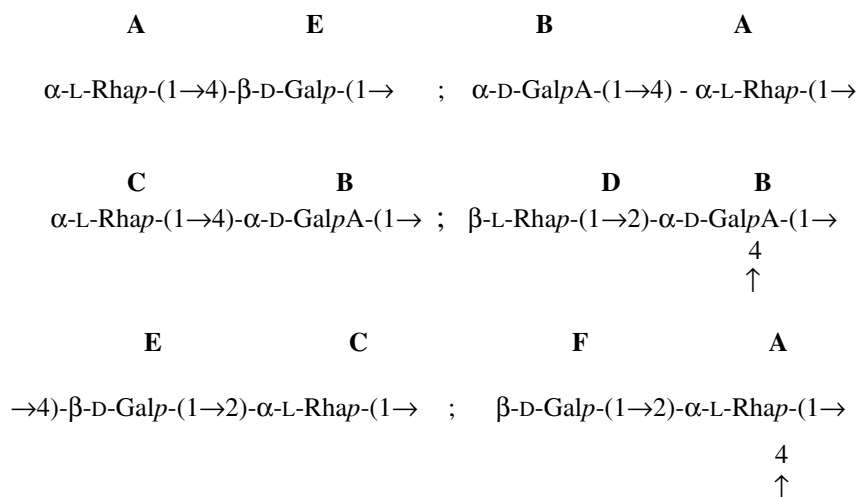 A E B A
α-L-Rhap-(1→4)-β-D-Galp-(1→ ; α-D-GalpA-(1→4) - α-L-Rhap-(1→
C B D B
α-L-Rhap-(1→4)-α-D-GalpA-(1→ ; β-L-Rhap-(1→2)-α-D-GalpA-(1→
4
↑
E C F A
→4)-β-D-Galp-(1→2)-α-L-Rhap-(1→ ; β-D-Galp-(1→2)-α-L-Rhap-(1→
4
↑